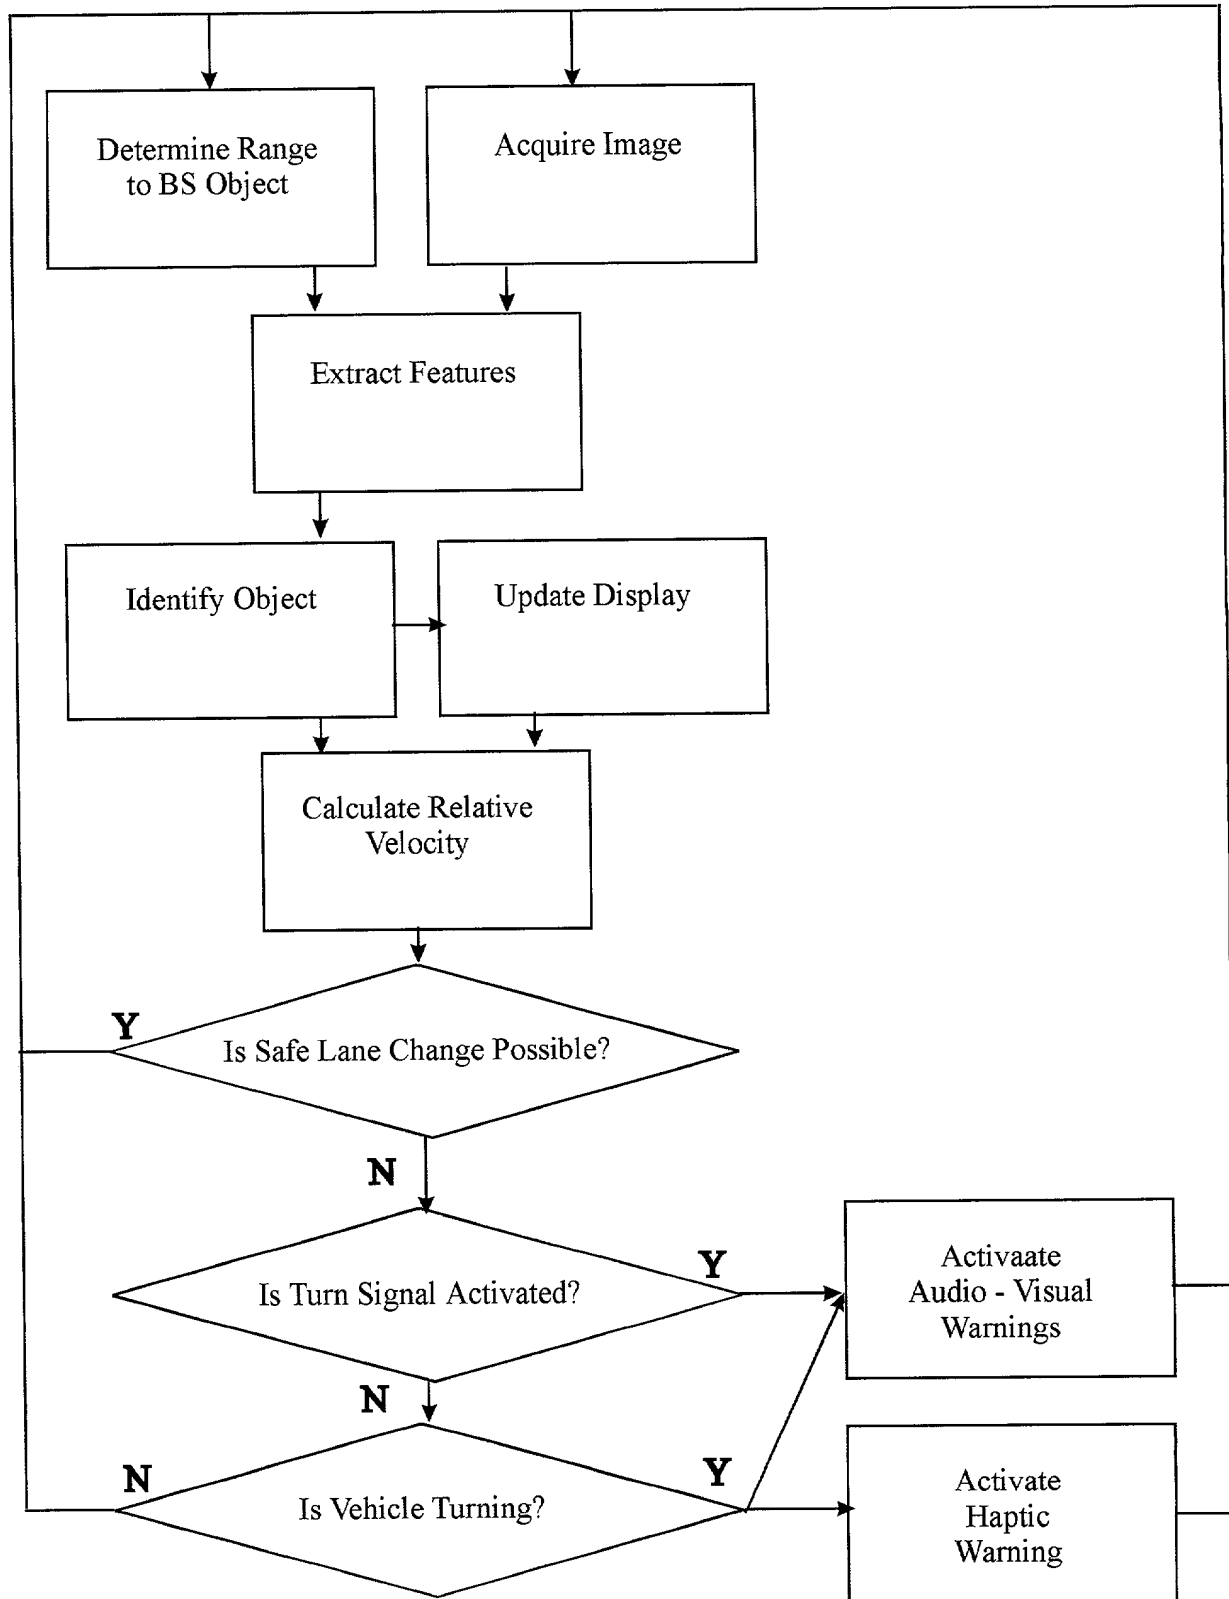 Determine Range
to BS Object
Acquire Image
Extract Features
Identify Object
Update Display
Calculate Relative
Velocity
Y
Is Safe Lane Change Possible?
N
Y
Is Turn Signal Activated?
Activaate
Audio - Visual
Warnings
N
N
Y
Is Vehicle Turning?
Activate
Haptic
Warning